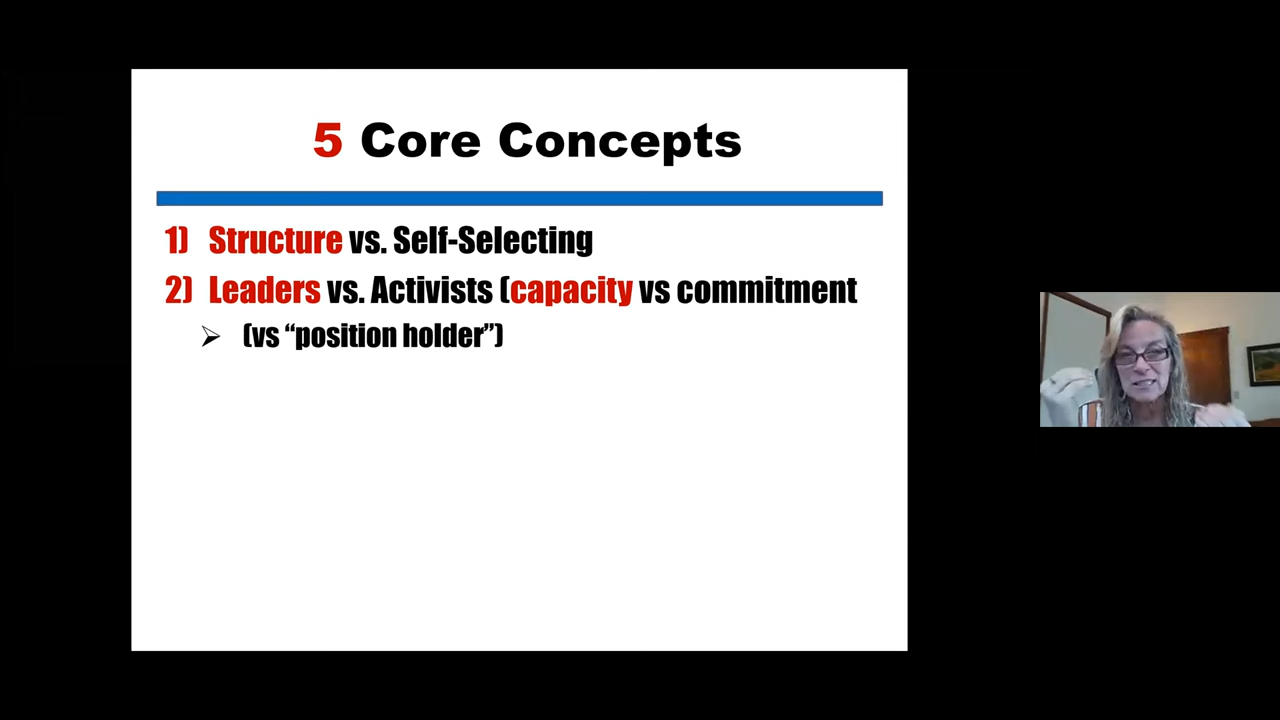 5 Core Concepts
1) Structure vs. Self-Selecting
2) Leaders vs. Activists (capacity vs commitment
➢ (vs “position holder”)